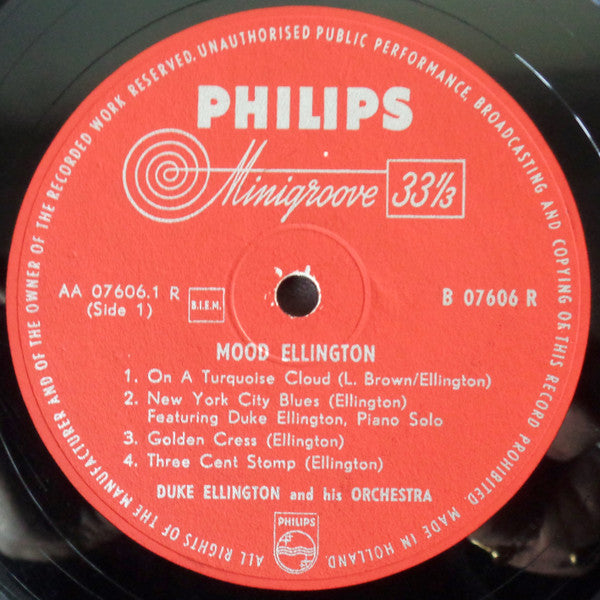 ALL RIGHTS OF THE MANUFACTURER AND OF THE OWNER OF THE RECORDED WORK RESERVED. UNAUTHORISED PUBLIC PERFORMANCE, BROADCASTING AND COPYING OF THIS RECORD PROHIBITED. MADE IN HOLLAND.
PHILIPS
Minigroove 33⅓
AA 07606.1 R B.I.E.M. B 07606 R
(Side 1)
MOOD ELLINGTON
1. On A Turquoise Cloud (L. Brown/Ellington)
2. New York City Blues (Ellington)
Featuring Duke Ellington, Piano Solo
3. Golden Cress (Ellington)
4. Three Cent Stomp (Ellington)
DUKE ELLINGTON and his ORCHESTRA
PHILIPS